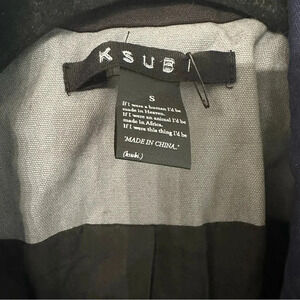 KSUBI
S
If I were a human I'd be
made in Heaven.
If I were an animal I'd be
made in Africa.
If I were this thing I'd be
"MADE IN CHINA."
(ksubi.)